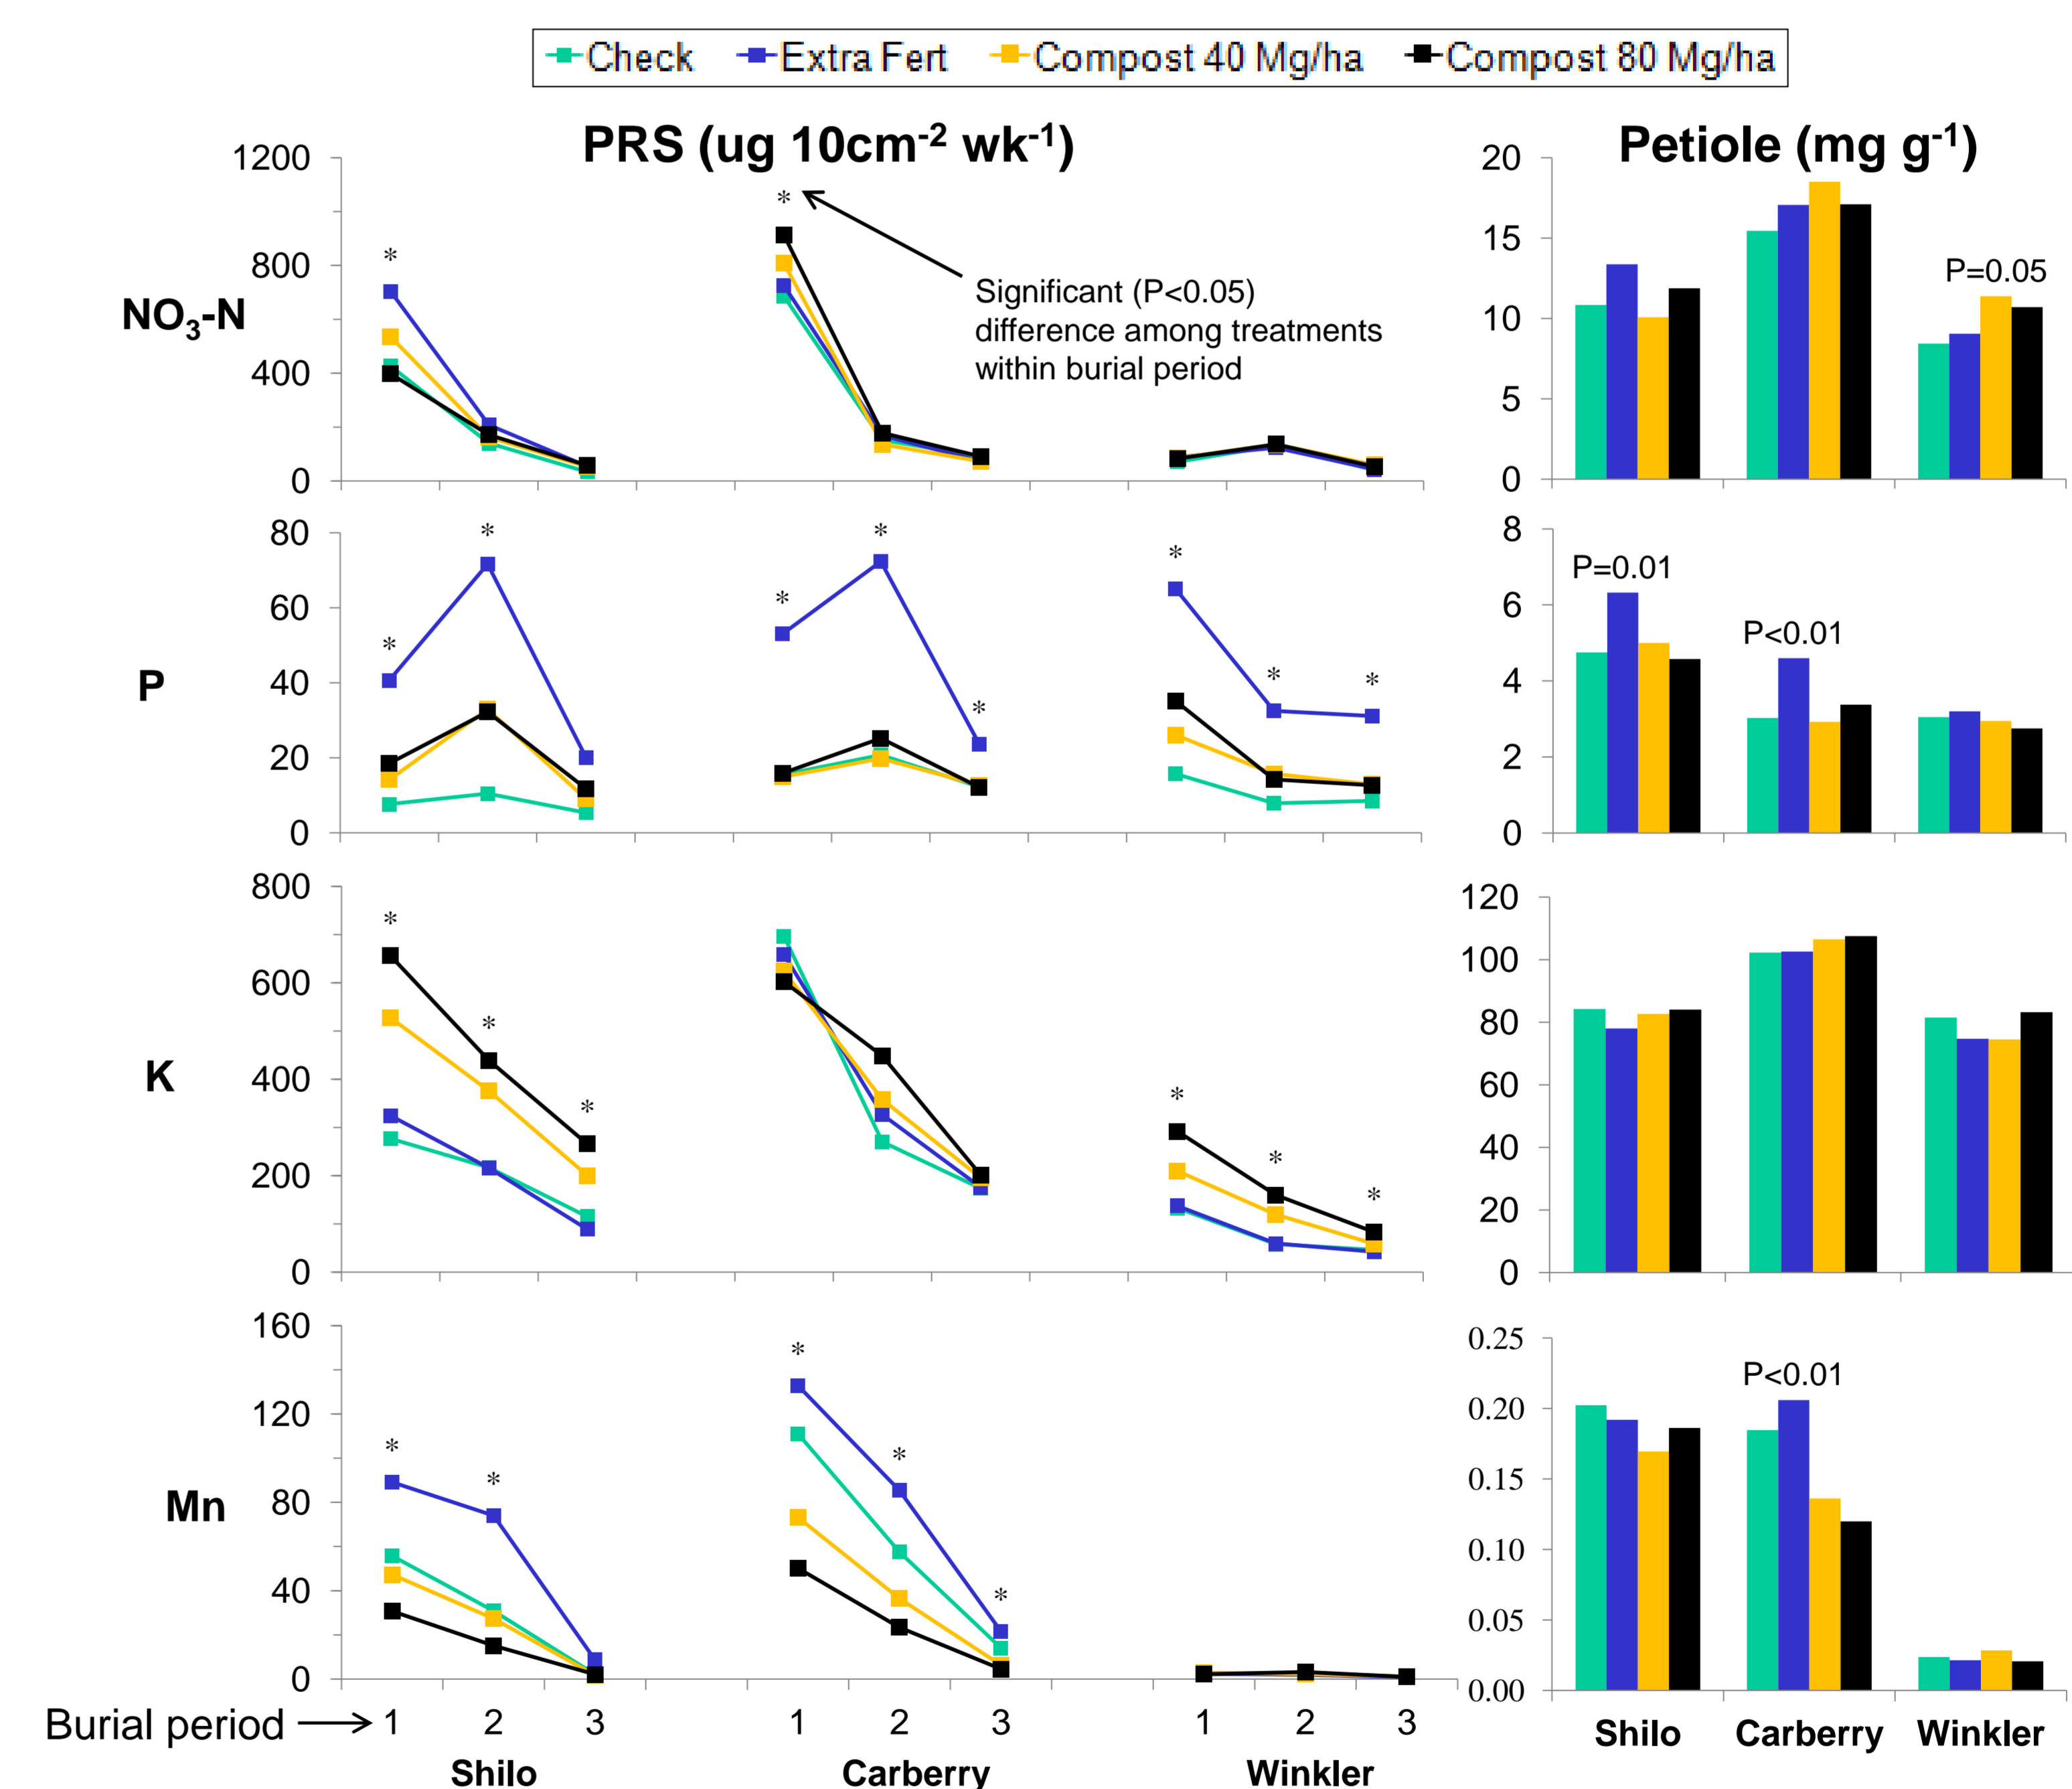 Check Extra Fert Compost 40 Mg/ha Compost 80 Mg/ha
PRS (ug 10cm-2 wk-1)
Petiole (mg g-1)
NO3-N
1200
800
400
0
*
*
Significant (P<0.05)
difference among treatments
within burial period
20
15
10
5
0
P=0.05
P
80
60
40
20
0
* * *
* * *
* * *
8
6
4
2
0
P=0.01
P<0.01
K
800
600
400
200
0
* * *
* * *
120
100
80
60
40
20
0
Mn
160
120
80
40
0
* *
* * *
0.25
0.20
0.15
0.10
0.05
0.00
P<0.01
Burial period 1 2 3 1 2 3 1 2 3
Shilo Carberry Winkler
Shilo Carberry Winkler